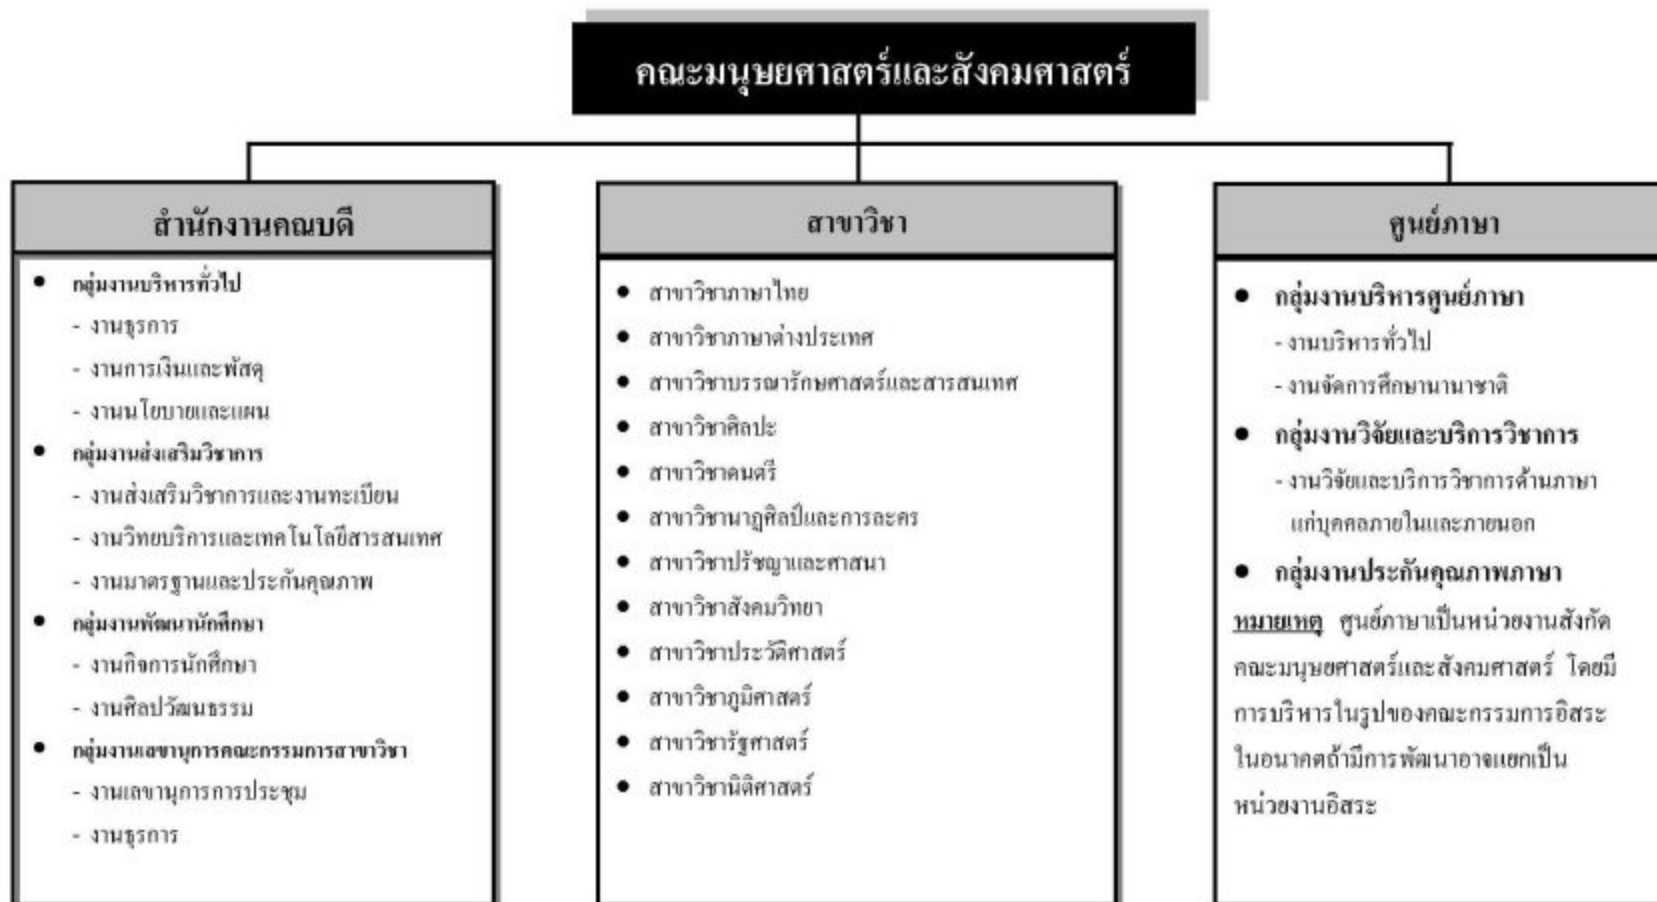 คณะมนุษยศาสตร์และสังคมศาสตร์
สำนักงานคณบดี
● กลุ่มงานบริหารทั่วไป
- งานธุรการ
- งานการเงินและพัสดุ
- งานนโยบายและแผน
● กลุ่มงานส่งเสริมวิชาการ
- งานส่งเสริมวิชาการและงานทะเบียน
- งานวิทยบริการและเทคโนโลยีสารสนเทศ
- งานมาตรฐานและประกันคุณภาพ
● กลุ่มงานพัฒนานักศึกษา
- งานกิจการนักศึกษา
- งานศิลปวัฒนธรรม
● กลุ่มงานเลขานุการคณะกรรมการสาขาวิชา
- งานเลขานุการการประชุม
- งานธุรการ
สาขาวิชา
● สาขาวิชาภาษาไทย
● สาขาวิชาภาษาต่างประเทศ
● สาขาวิชาบรรณารักษศาสตร์และสารสนเทศ
● สาขาวิชาศิลปะ
● สาขาวิชาดนตรี
● สาขาวิชานาฏศิลป์และการละคร
● สาขาวิชาปรัชญาและศาสนา
● สาขาวิชาสังคมวิทยา
● สาขาวิชาประวัติศาสตร์
● สาขาวิชาภูมิศาสตร์
● สาขาวิชารัฐศาสตร์
● สาขาวิชานิติศาสตร์
ศูนย์ภาษา
● กลุ่มงานบริหารศูนย์ภาษา
- งานบริหารทั่วไป
- งานจัดการศึกษานานาชาติ
● กลุ่มงานวิจัยและบริการวิชาการ
- งานวิจัยและบริการวิชาการด้านภาษา
แก่บุคคลภายในและภายนอก
● กลุ่มงานประกันคุณภาพภาษา
หมายเหตุ ศูนย์ภาษาเป็นหน่วยงานสังกัด
คณะมนุษยศาสตร์และสังคมศาสตร์ โดยมี
การบริหารในรูปของคณะกรรมการอิสระ
ในอนาคตถ้ามีการพัฒนาอาจแยกเป็น
หน่วยงานอิสระ